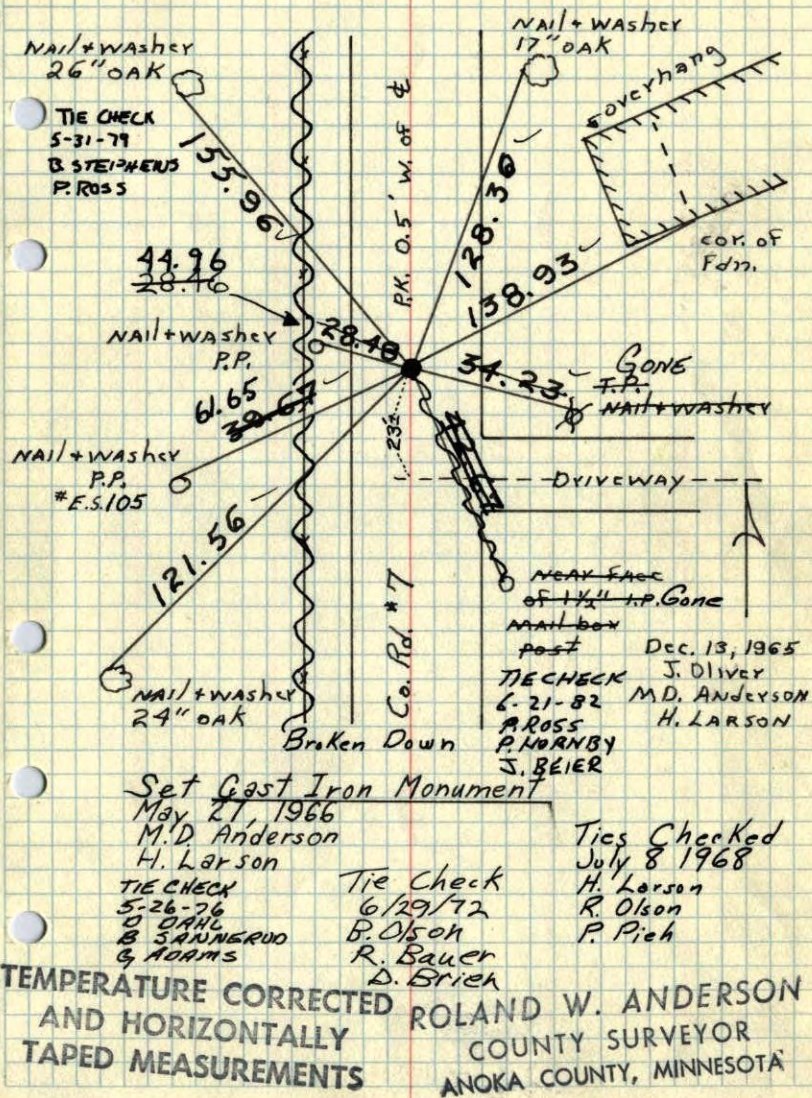 NAIL + WASHER
26" OAK
TIE CHECK
5-31-79
B. STEPHENS
P. ROSS
155.96
NAIL + WASHER
17" OAK
P.K. 0.5' W. of ℄
128.36
138.93
overhang
cor. of
Fdn.
44.96
28.46
NAIL + WASHER
P.P.
28.48
34.23
GONE
T.P.
NAIL + WASHER
61.65
23'±
NAIL + WASHER
P.P.
#E.S.105
DRIVEWAY
121.56
NAIL + WASHER
24" OAK
Co. Rd. #7
NEAR FACE
OF 1½" I.P. Gone
MAIL box
post
Dec. 13, 1965
J. Oliver
M.D. ANDERSON
H. LARSON
TIE CHECK
6-21-82
P. ROSS
P. HORNBY
J. BEIER
Broken Down
Set Cast Iron Monument
May 27, 1966
M.D. Anderson
H. Larson
TIE CHECK
5-26-76
D DAHL
B SANNERUD
G ADAMS
Tie Check
6/29/72
B. Olson
R. Bauer
D. Brien
Ties Checked
July 8 1968
H. Larson
R. Olson
P. Pieh
TEMPERATURE CORRECTED
AND HORIZONTALLY
TAPED MEASUREMENTS
ROLAND W. ANDERSON
COUNTY SURVEYOR
ANOKA COUNTY, MINNESOTA